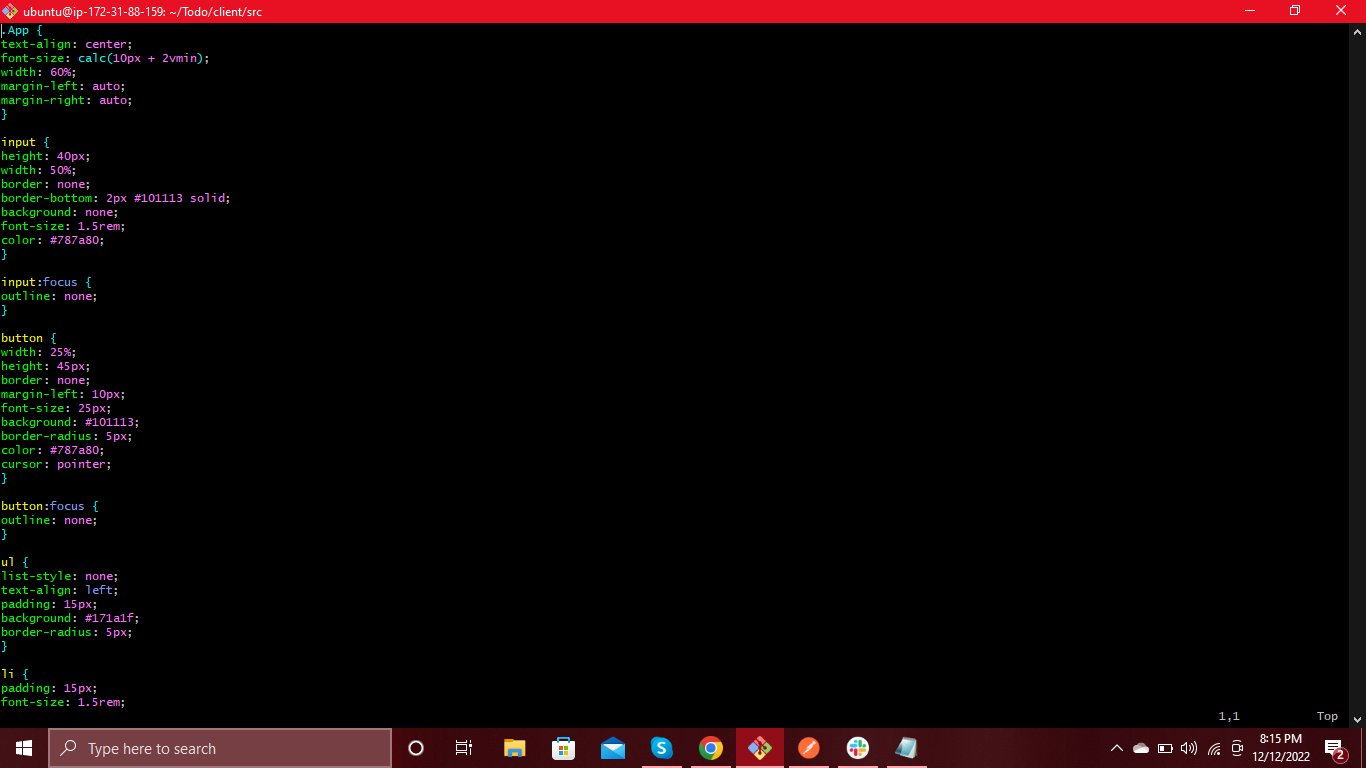 ubuntu@ip-172-31-88-159: ~/Todo/client/src
.App {
text-align: center;
font-size: calc(10px + 2vmin);
width: 60%;
margin-left: auto;
margin-right: auto;
}
input {
height: 40px;
width: 50%;
border: none;
border-bottom: 2px #101113 solid;
background: none;
font-size: 1.5rem;
color: #787a80;
}
input:focus {
outline: none;
}
button {
width: 25%;
height: 45px;
border: none;
margin-left: 10px;
font-size: 25px;
background: #101113;
border-radius: 5px;
color: #787a80;
cursor: pointer;
}
button:focus {
outline: none;
}
ul {
list-style: none;
text-align: left;
padding: 15px;
background: #171a1f;
border-radius: 5px;
}
li {
padding: 15px;
font-size: 1.5rem;
1,1 Top
Type here to search
8:15 PM
12/12/2022
2